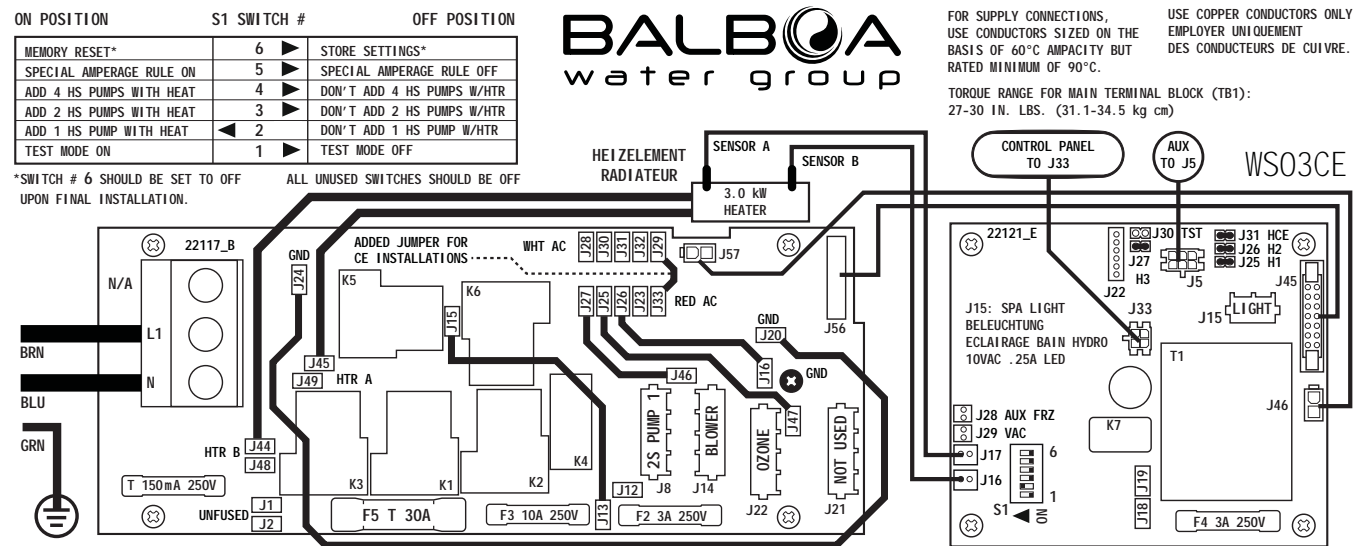 ON POSITION S1 SWITCH # OFF POSITION
MEMORY RESET* 6 ▶ STORE SETTINGS*
SPECIAL AMPERAGE RULE ON 5 ▶ SPECIAL AMPERAGE RULE OFF
ADD 4 HS PUMPS WITH HEAT 4 ▶ DON'T ADD 4 HS PUMPS W/HTR
ADD 2 HS PUMPS WITH HEAT 3 ▶ DON'T ADD 2 HS PUMPS W/HTR
ADD 1 HS PUMP WITH HEAT ◀ 2 DON'T ADD 1 HS PUMP W/HTR
TEST MODE ON 1 ▶ TEST MODE OFF
*SWITCH # 6 SHOULD BE SET TO OFF
UPON FINAL INSTALLATION.
ALL UNUSED SWITCHES SHOULD BE OFF
BALBOA
water group
FOR SUPPLY CONNECTIONS,
USE CONDUCTORS SIZED ON THE
BASIS OF 60°C AMPACITY BUT
RATED MINIMUM OF 90°C.
USE COPPER CONDUCTORS ONLY
EMPLOYER UNIQUEMENT
DES CONDUCTEURS DE CUIVRE.
TORQUE RANGE FOR MAIN TERMINAL BLOCK (TB1):
27-30 IN. LBS. (31.1-34.5 kg cm)
HEIZELEMENT
RADIATEUR
SENSOR A
SENSOR B
3.0 kW
HEATER
CONTROL PANEL
TO J33
AUX
TO J5
WS03CE
22117_B
N/A
L1
N
BRN
BLU
GRN
GND
J24
ADDED JUMPER FOR
CE INSTALLATIONS
WHT AC
J28
J30
J31
J32
J29
J57
K5
K6
J15
J27
J25
J26
J23
J33
RED AC
J56
GND
J20
J45
J49
HTR A
J46
J16
GND
J47
HTR B
J44
J48
K3
K1
K2
K4
2S PUMP 1
J8
BLOWER
J14
OZONE
J22
NOT USED
J21
T 150mA 250V
UNFUSED
J1
J2
F5 T 30A
F3 10A 250V
J13
J12
F2 3A 250V
22121_E
J30 TST
J27
H3
J22
J5
J31 HCE
J26 H2
J25 H1
J45
J15: SPA LIGHT
BELEUCHTUNG
ECLAIRAGE BAIN HYDRO
10VAC .25A LED
J33
J15
LIGHT
T1
J46
J28 AUX FRZ
J29 VAC
K7
J17
J16
6
1
S1
ON
J19
J18
F4 3A 250V